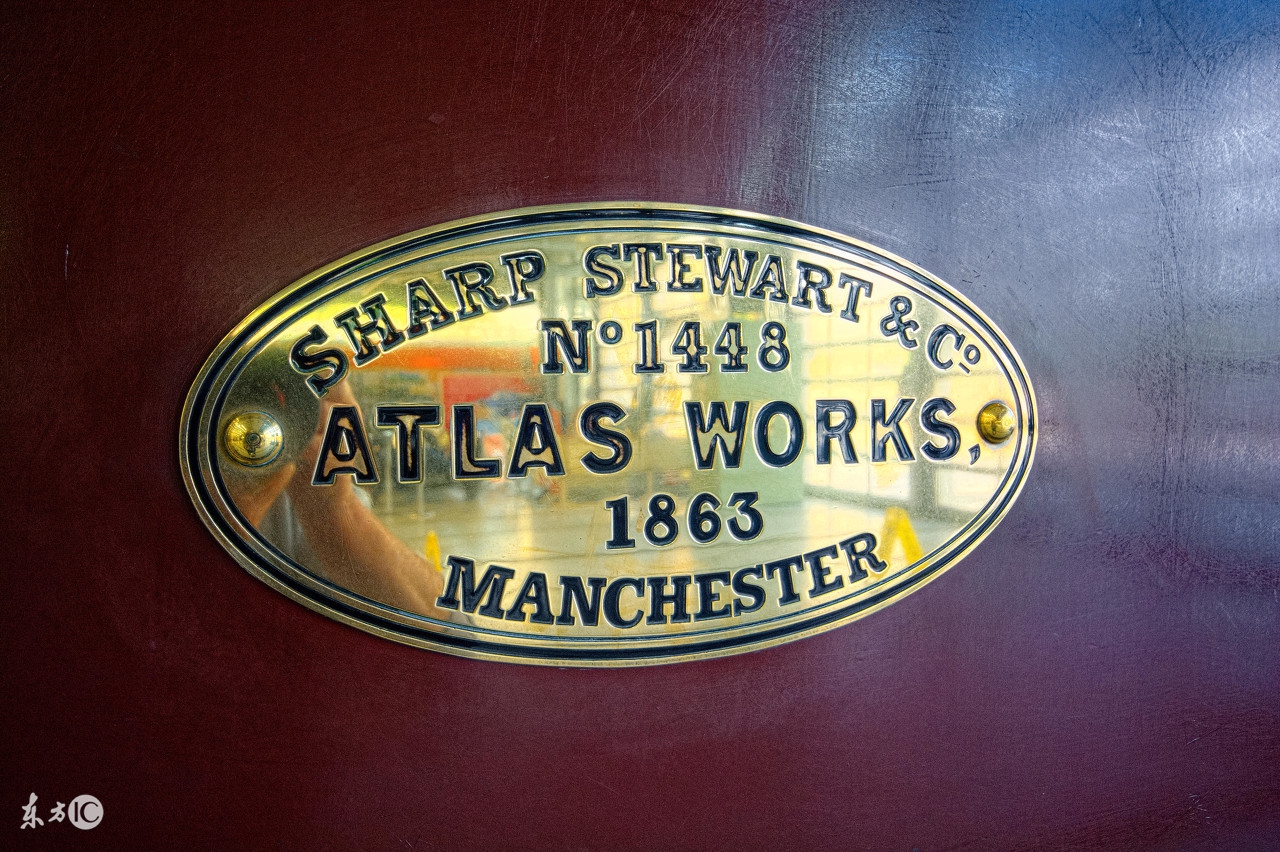 SHARP STEWART & Cº
Nº 1448
ATLAS WORKS,
1863
MANCHESTER
东方IC